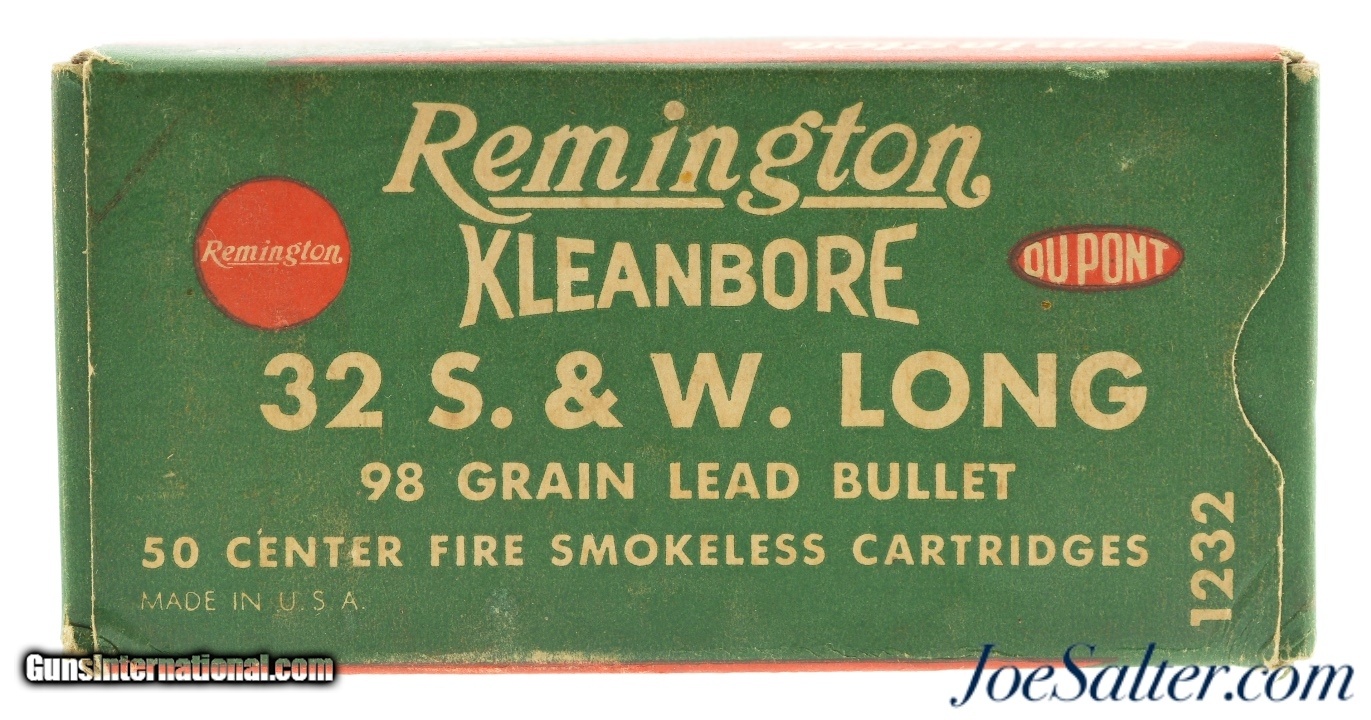 Remington
KLEANBORE
Remington
DU PONT
32 S. & W. LONG
98 GRAIN LEAD BULLET
50 CENTER FIRE SMOKELESS CARTRIDGES
MADE IN U.S.A.
1232
GunsInternational.com
JoeSalter.com